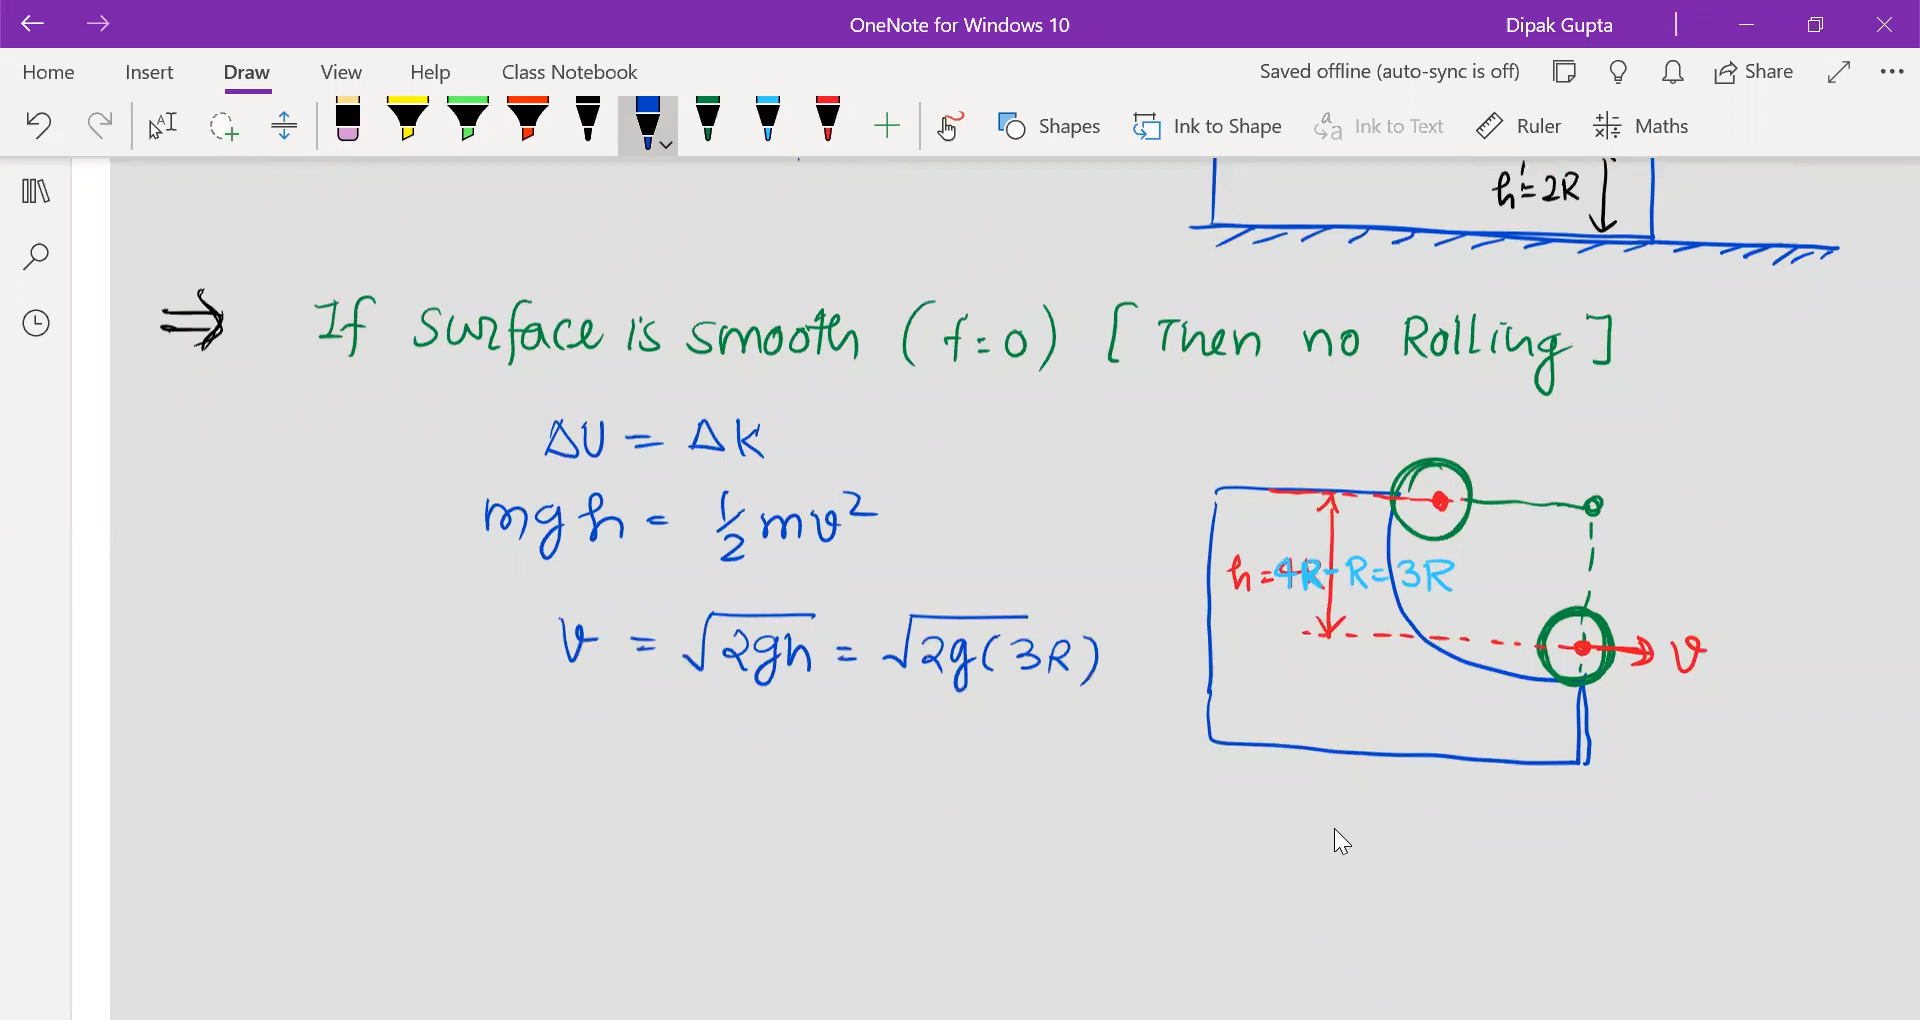 OneNote for Windows 10
Dipak Gupta
Home Insert Draw View Help Class Notebook
Saved offline (auto-sync is off) Share
Shapes Ink to Shape Ink to Text Ruler Maths
h'=2R
⇒ If Surface is smooth (f=0) [Then no Rolling]
ΔU = ΔK
mgh = 1/2 mv²
v = √2gh = √2g(3R)
h=4R-R=3R
v